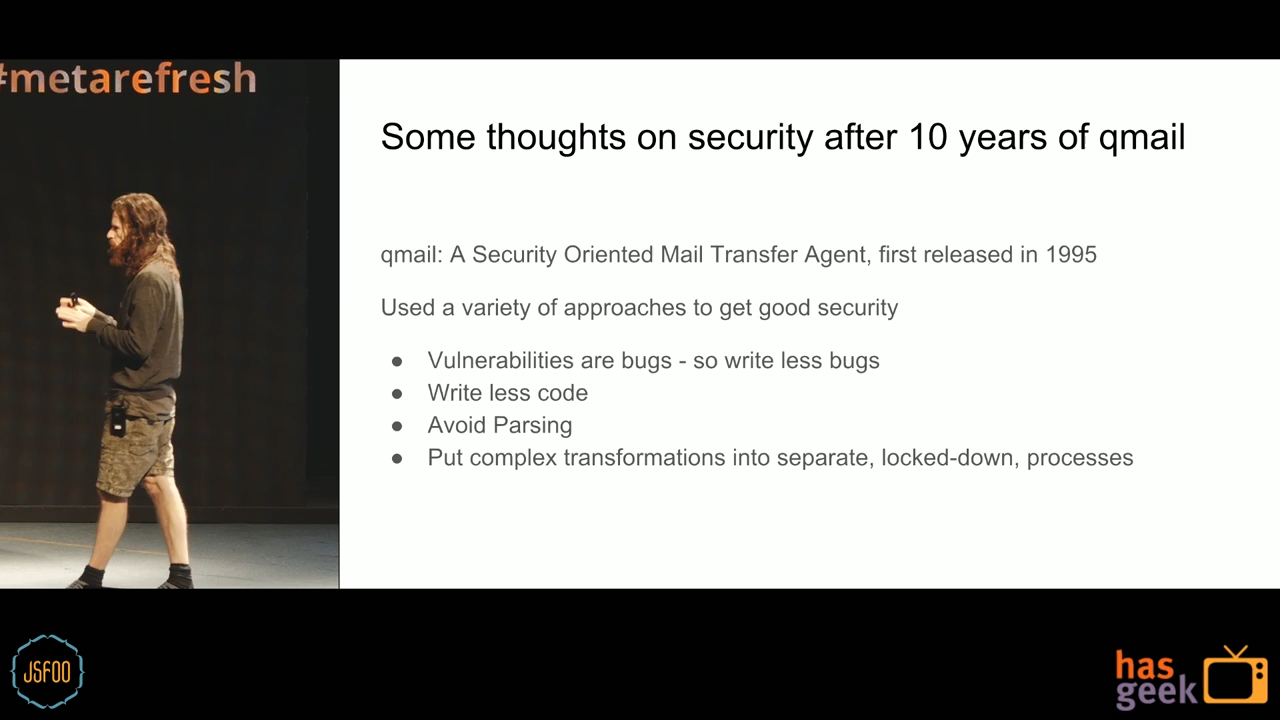 #metarefresh
Some thoughts on security after 10 years of qmail
qmail: A Security Oriented Mail Transfer Agent, first released in 1995
Used a variety of approaches to get good security
● Vulnerabilities are bugs - so write less bugs
● Write less code
● Avoid Parsing
● Put complex transformations into separate, locked-down, processes
JSFOO
has
geek